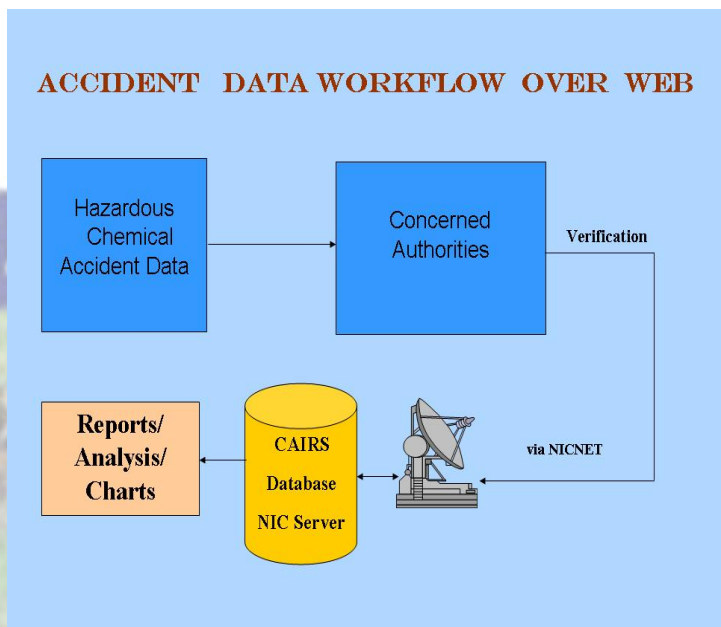 ACCIDENT DATA WORKFLOW OVER WEB
Hazardous
Chemical
Accident Data
Concerned
Authorities
Verification
via NICNET
CAIRS
Database
NIC Server
Reports/
Analysis/
Charts